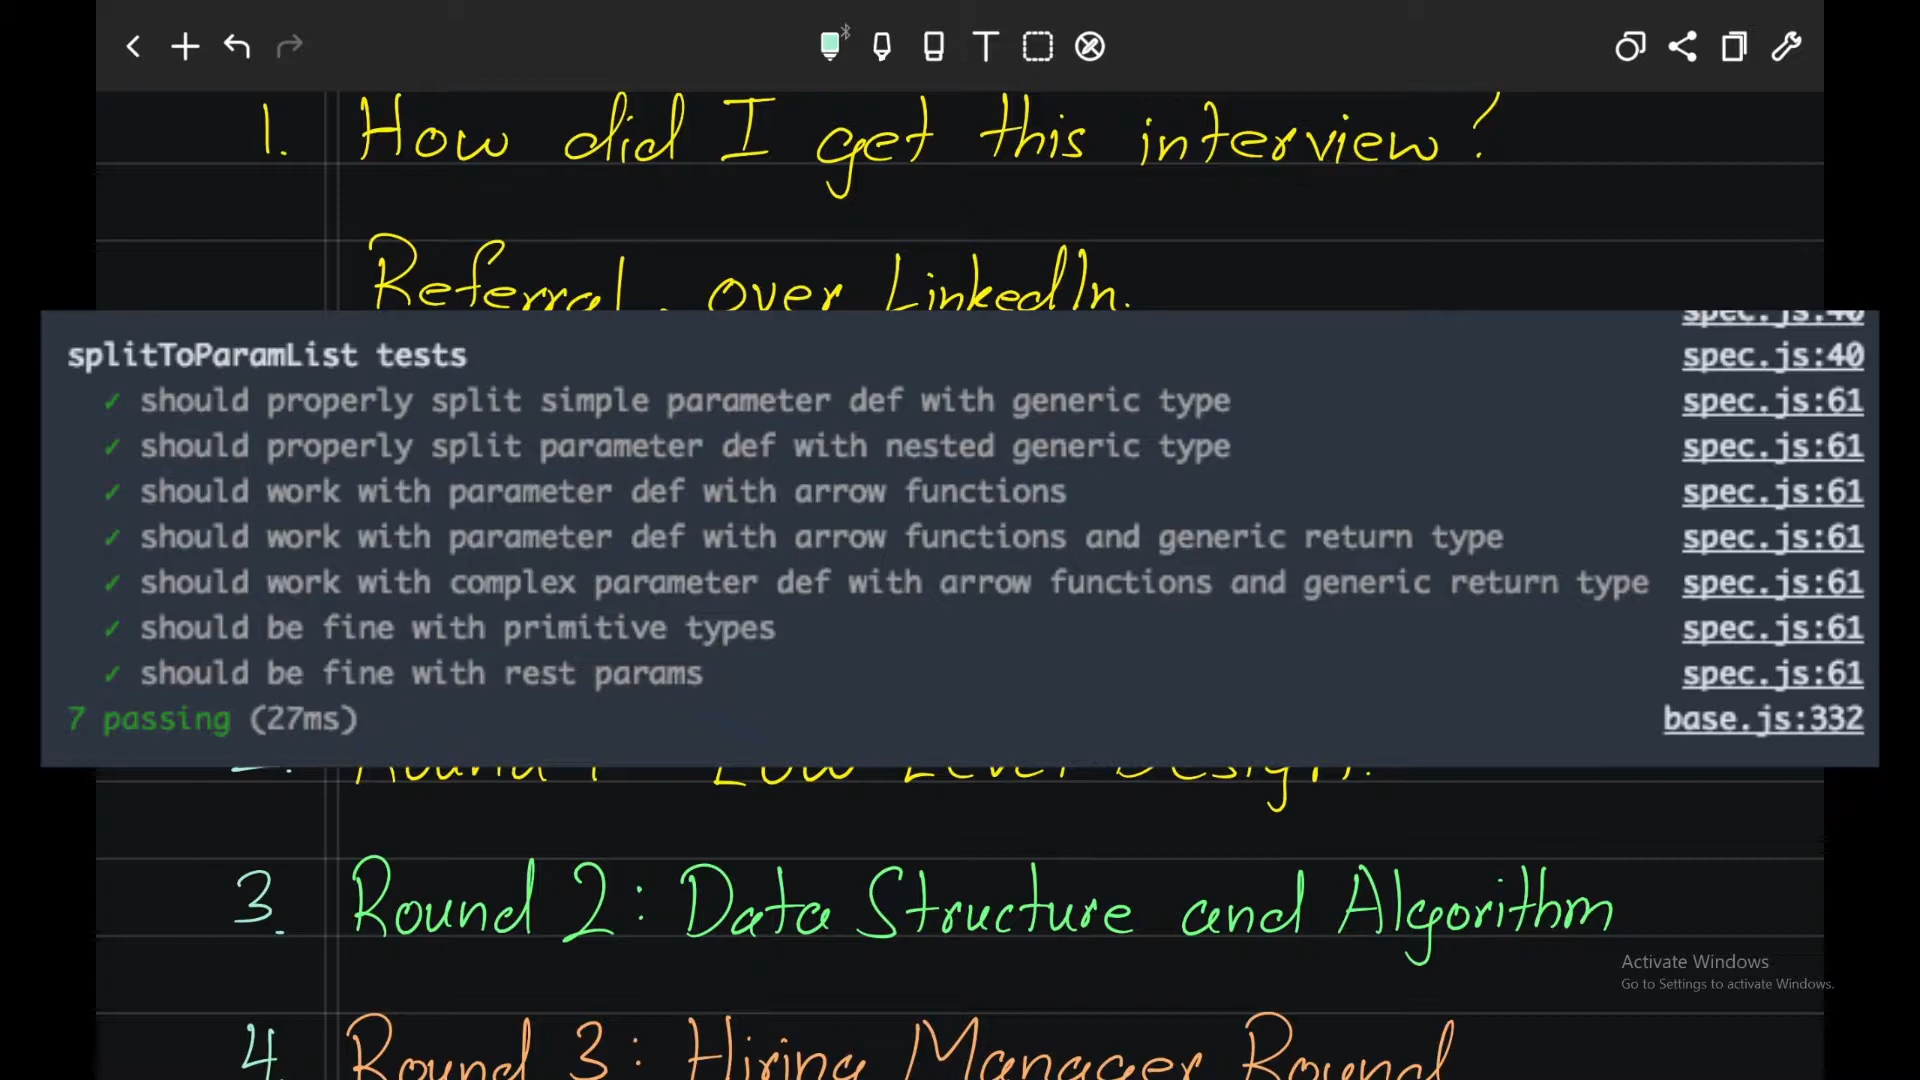 1. How did I get this interview?
Referral, over LinkedIn.
spec.js:40
splitToParamList tests spec.js:40
✓ should properly split simple parameter def with generic type spec.js:61
✓ should properly split parameter def with nested generic type spec.js:61
✓ should work with parameter def with arrow functions spec.js:61
✓ should work with parameter def with arrow functions and generic return type spec.js:61
✓ should work with complex parameter def with arrow functions and generic return type spec.js:61
✓ should be fine with primitive types spec.js:61
✓ should be fine with rest params spec.js:61
7 passing (27ms) base.js:332
2. Round 1 Low Level Design.
3. Round 2: Data Structure and Algorithm
Activate Windows
Go to Settings to activate Windows.
4. Round 3: Hiring Manager Round